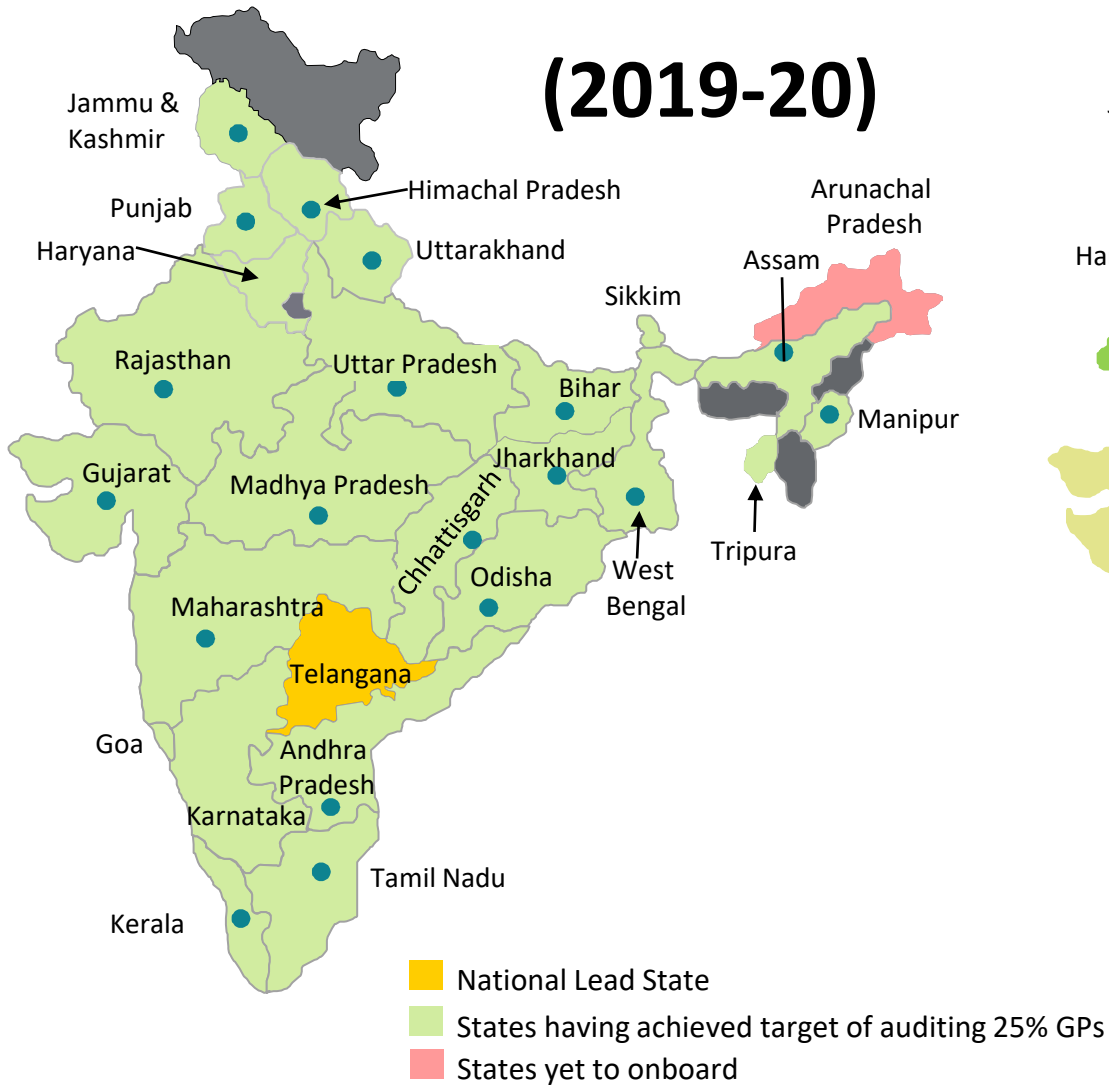 (2019-20)
Jammu &
Kashmir
Himachal Pradesh
Arunachal
Pradesh
Punjab
Haryana
Uttarakhand
Assam
Ha
Sikkim
Rajasthan
Uttar Pradesh
Bihar
Manipur
Gujarat
Madhya Pradesh
Jharkhand
Chhattisgarh
Tripura
Odisha
West
Bengal
Maharashtra
Telangana
Goa
Andhra
Pradesh
Karnataka
Tamil Nadu
Kerala
National Lead State
States having achieved target of auditing 25% GPs
States yet to onboard